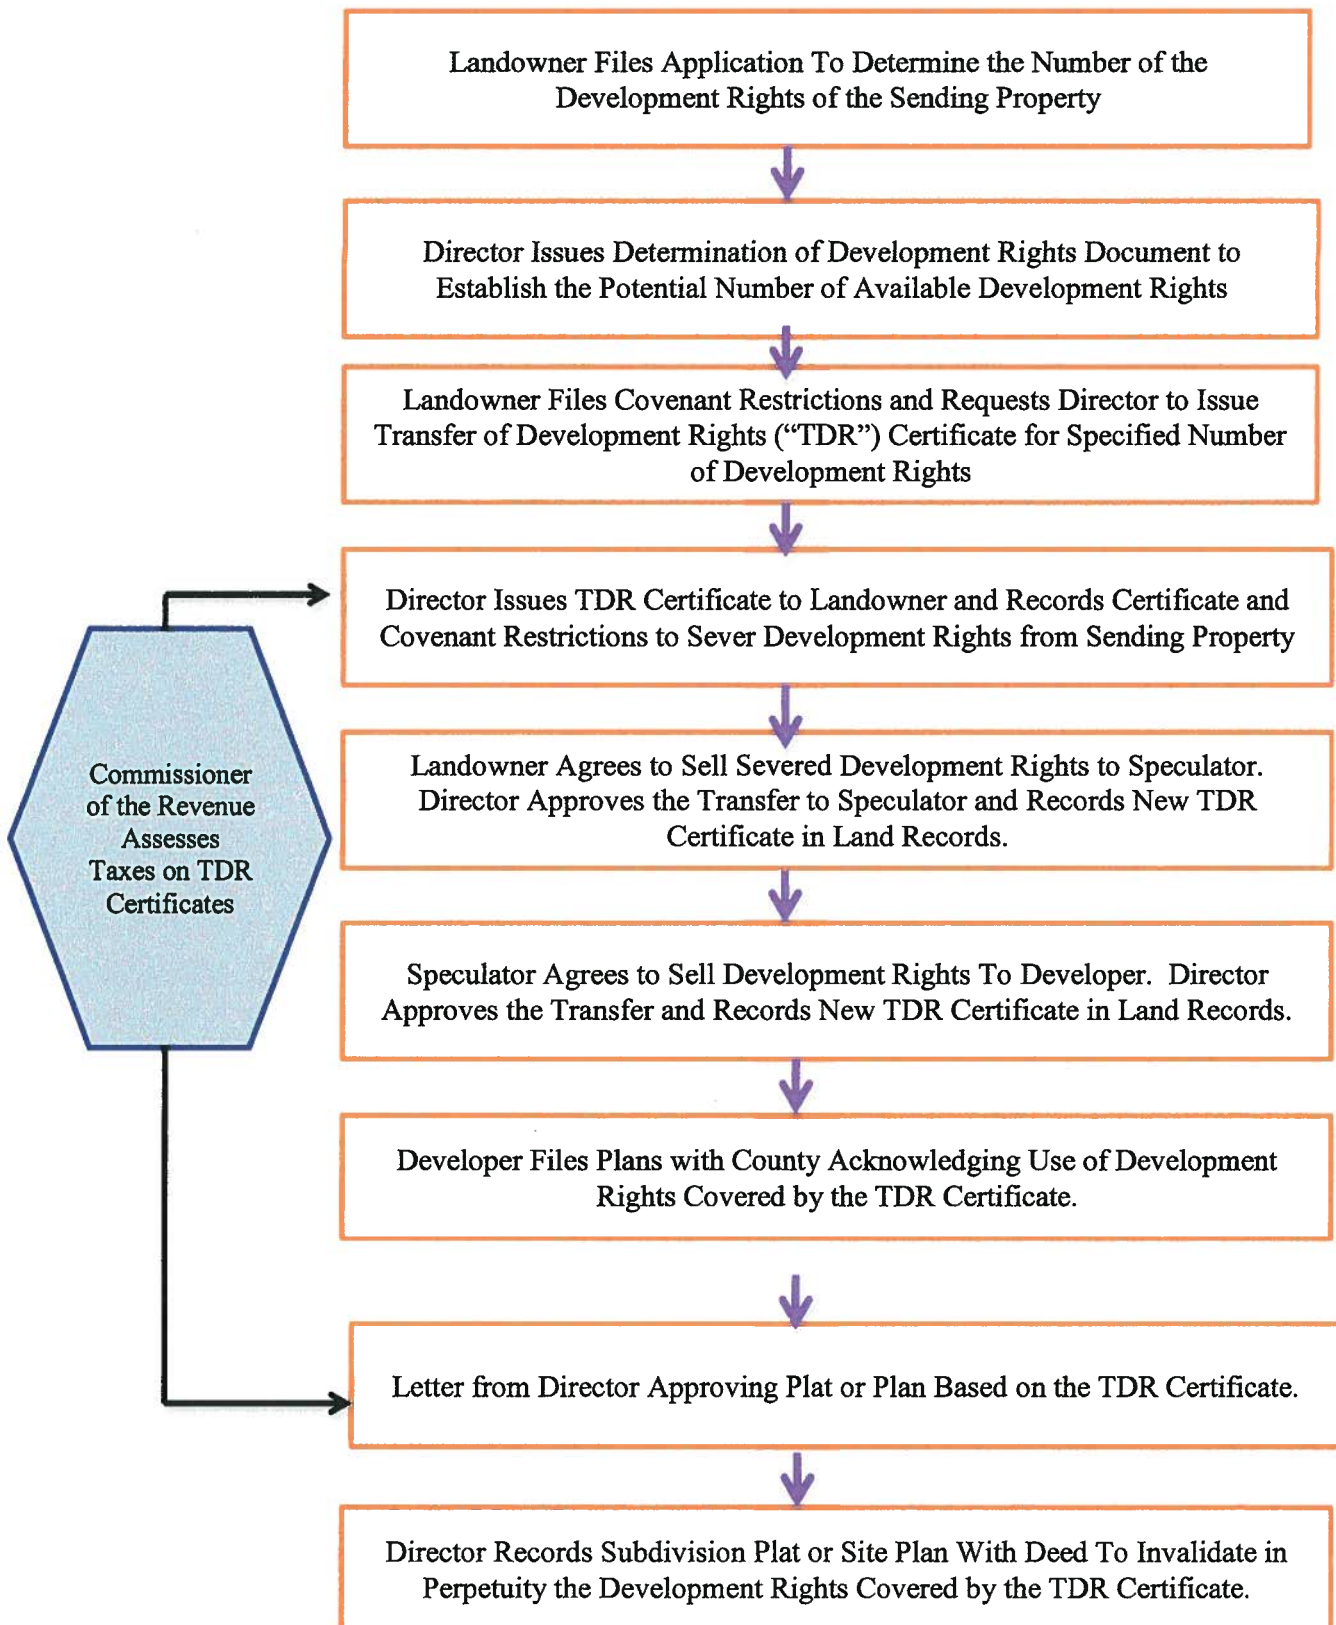 Landowner Files Application To Determine the Number of the
Development Rights of the Sending Property
Director Issues Determination of Development Rights Document to
Establish the Potential Number of Available Development Rights
Landowner Files Covenant Restrictions and Requests Director to Issue
Transfer of Development Rights (“TDR”) Certificate for Specified Number
of Development Rights
Director Issues TDR Certificate to Landowner and Records Certificate and
Covenant Restrictions to Sever Development Rights from Sending Property
Commissioner
of the Revenue
Assesses
Taxes on TDR
Certificates
Landowner Agrees to Sell Severed Development Rights to Speculator.
Director Approves the Transfer to Speculator and Records New TDR
Certificate in Land Records.
Speculator Agrees to Sell Development Rights To Developer. Director
Approves the Transfer and Records New TDR Certificate in Land Records.
Developer Files Plans with County Acknowledging Use of Development
Rights Covered by the TDR Certificate.
Letter from Director Approving Plat or Plan Based on the TDR Certificate.
Director Records Subdivision Plat or Site Plan With Deed To Invalidate in
Perpetuity the Development Rights Covered by the TDR Certificate.